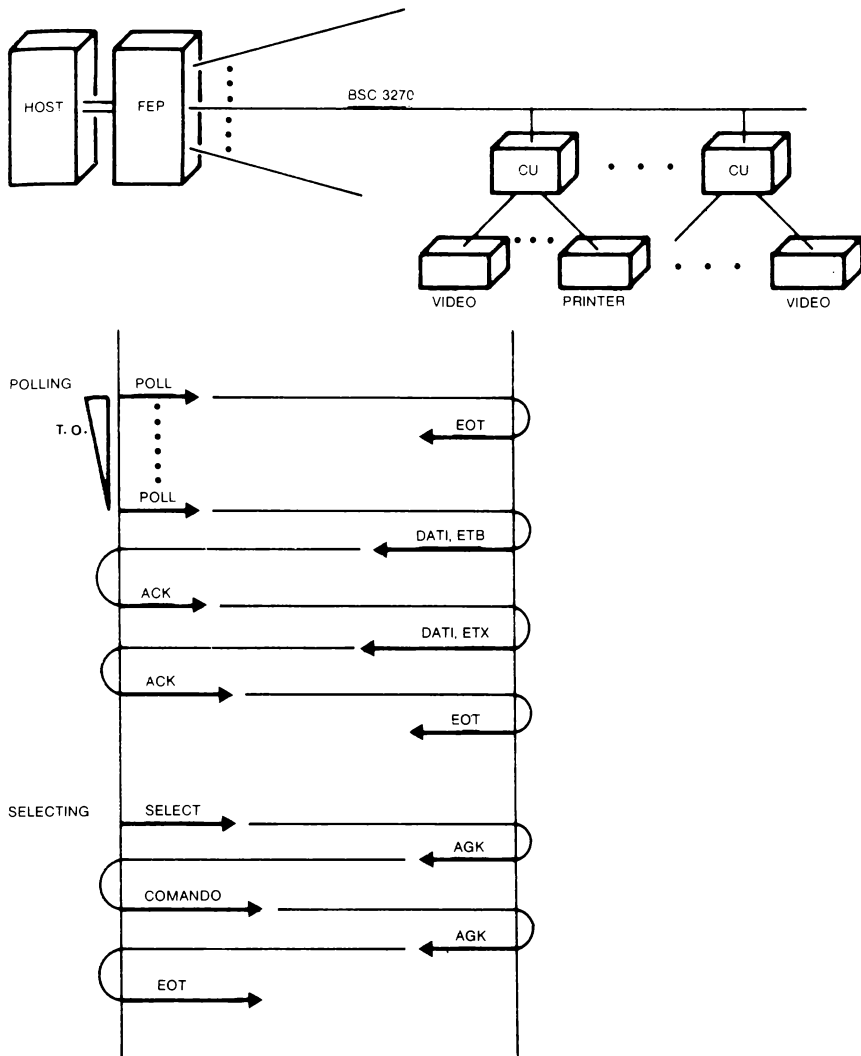 HOST
FEP
BSC 3270
CU
CU
VIDEO
PRINTER
VIDEO
POLLING
POLL
T. O.
EOT
POLL
DATI, ETB
ACK
DATI, ETX
ACK
EOT
SELECTING
SELECT
AGK
COMANDO
AGK
EOT